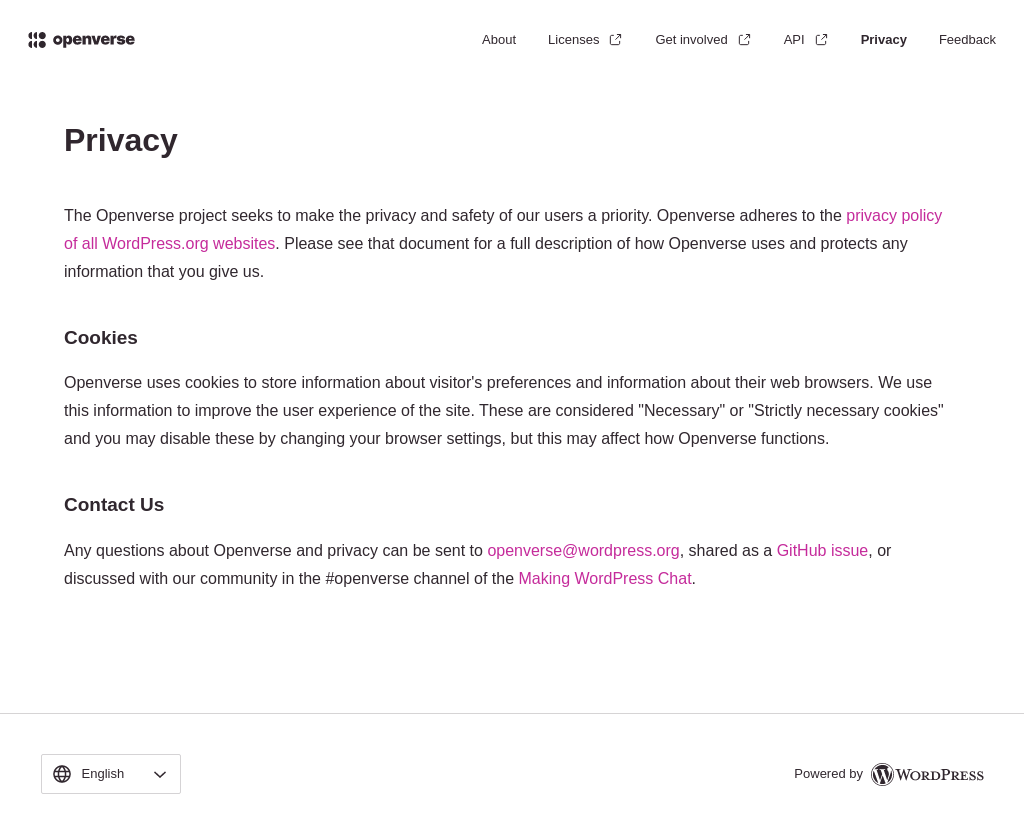 openverse
About Licenses Get involved API Privacy Feedback
Privacy
The Openverse project seeks to make the privacy and safety of our users a priority. Openverse adheres to the privacy policy
of all WordPress.org websites. Please see that document for a full description of how Openverse uses and protects any
information that you give us.
Cookies
Openverse uses cookies to store information about visitor's preferences and information about their web browsers. We use
this information to improve the user experience of the site. These are considered "Necessary" or "Strictly necessary cookies"
and you may disable these by changing your browser settings, but this may affect how Openverse functions.
Contact Us
Any questions about Openverse and privacy can be sent to openverse@wordpress.org, shared as a GitHub issue, or
discussed with our community in the #openverse channel of the Making WordPress Chat.
English
Powered by WordPress